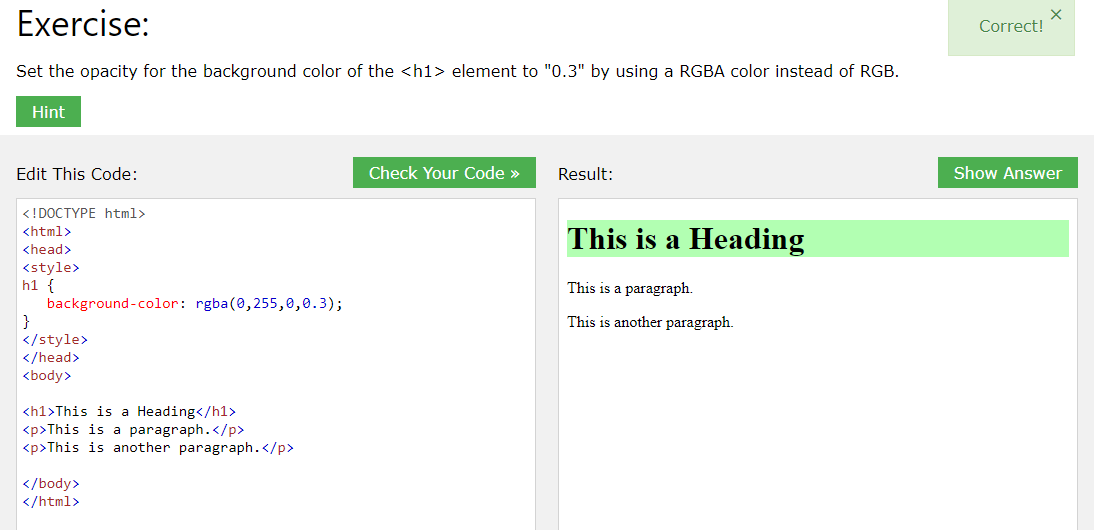 Exercise:
Correct!
×
Set the opacity for the background color of the <h1> element to "0.3" by using a RGBA color instead of RGB.
Hint
Edit This Code:
Check Your Code »
<!DOCTYPE html>
<html>
<head>
<style>
h1 {
   background-color: rgba(0,255,0,0.3);
}
</style>
</head>
<body>

<h1>This is a Heading</h1>
<p>This is a paragraph.</p>
<p>This is another paragraph.</p>

</body>
</html>
Result:
Show Answer
This is a Heading
This is a paragraph.
This is another paragraph.